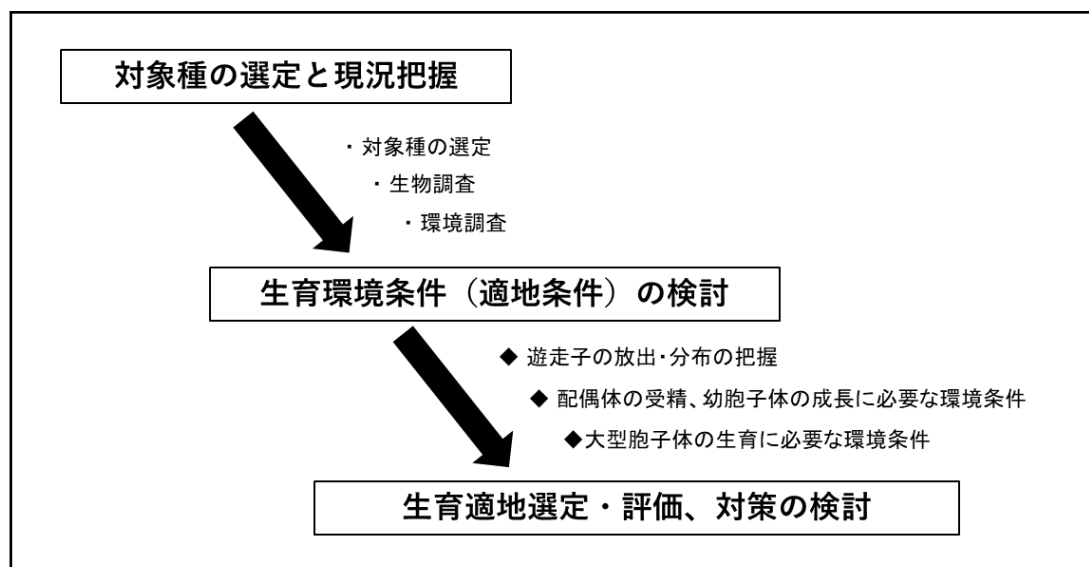 対象種の選定と現況把握
・ 対象種の選定
・ 生物調査
・ 環境調査
生育環境条件（適地条件）の検討
◆ 遊走子の放出・分布の把握
◆ 配偶体の受精、幼胞子体の成長に必要な環境条件
◆大型胞子体の生育に必要な環境条件
生育適地選定・評価、対策の検討